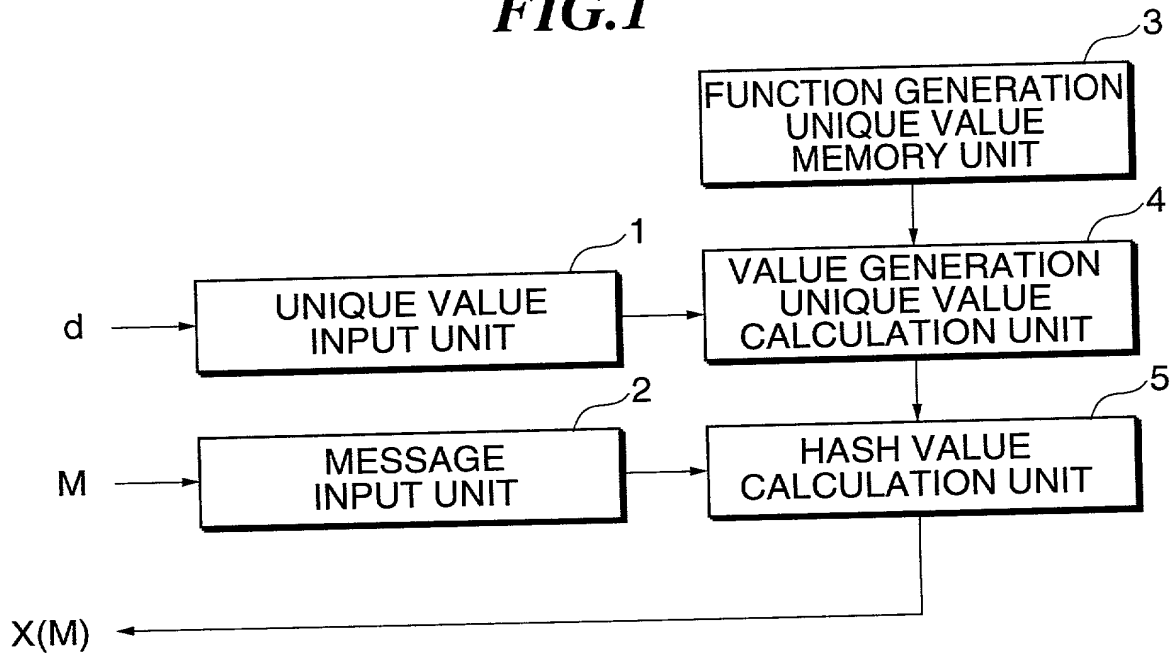 FIG.1
3
FUNCTION GENERATION
UNIQUE VALUE
MEMORY UNIT
4
VALUE GENERATION
UNIQUE VALUE
CALCULATION UNIT
1
UNIQUE VALUE
INPUT UNIT
d
5
HASH VALUE
CALCULATION UNIT
2
MESSAGE
INPUT UNIT
M
X(M)